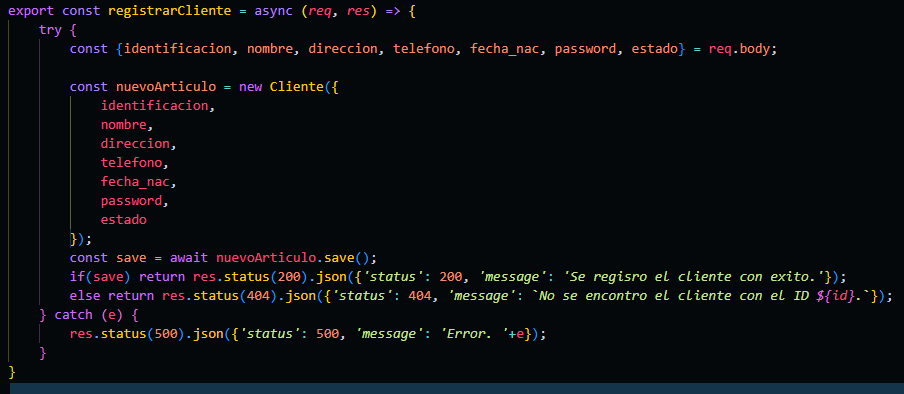 export const registrarCliente = async (req, res) => {
    try {
        const {identificacion, nombre, direccion, telefono, fecha_nac, password, estado} = req.body;

        const nuevoArticulo = new Cliente({
            identificacion,
            nombre,
            direccion,
            telefono,
            fecha_nac,
            password,
            estado
        });
        const save = await nuevoArticulo.save();
        if(save) return res.status(200).json({'status': 200, 'message': 'Se regisro el cliente con exito.'});
        else return res.status(404).json({'status': 404, 'message': `No se encontro el cliente con el ID ${id}.`});
    } catch (e) {
        res.status(500).json({'status': 500, 'message': 'Error. '+e});
    }
}